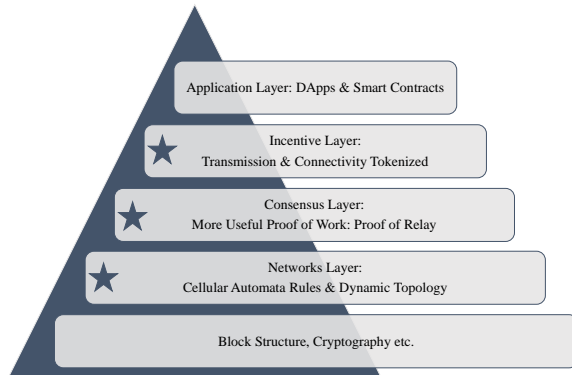 Application Layer: DApps & Smart Contracts
Incentive Layer:
Transmission & Connectivity Tokenized
Consensus Layer:
More Useful Proof of Work: Proof of Relay
Networks Layer:
Cellular Automata Rules & Dynamic Topology
Block Structure, Cryptography etc.